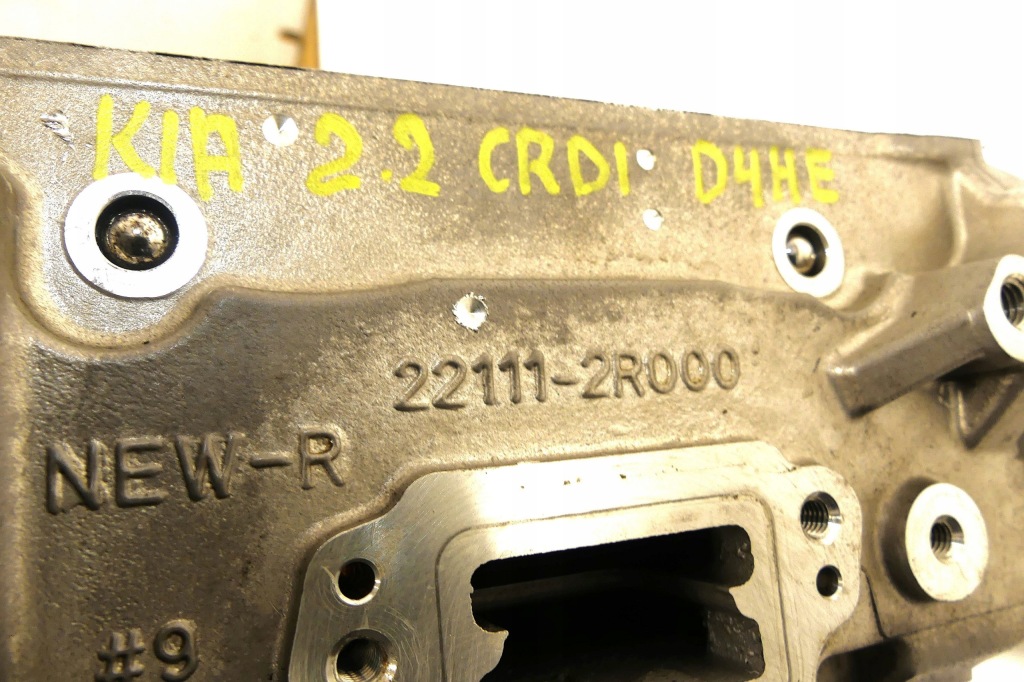 KIA 2.2 CRDI D4HE
22111-2R000
NEW-R
#9